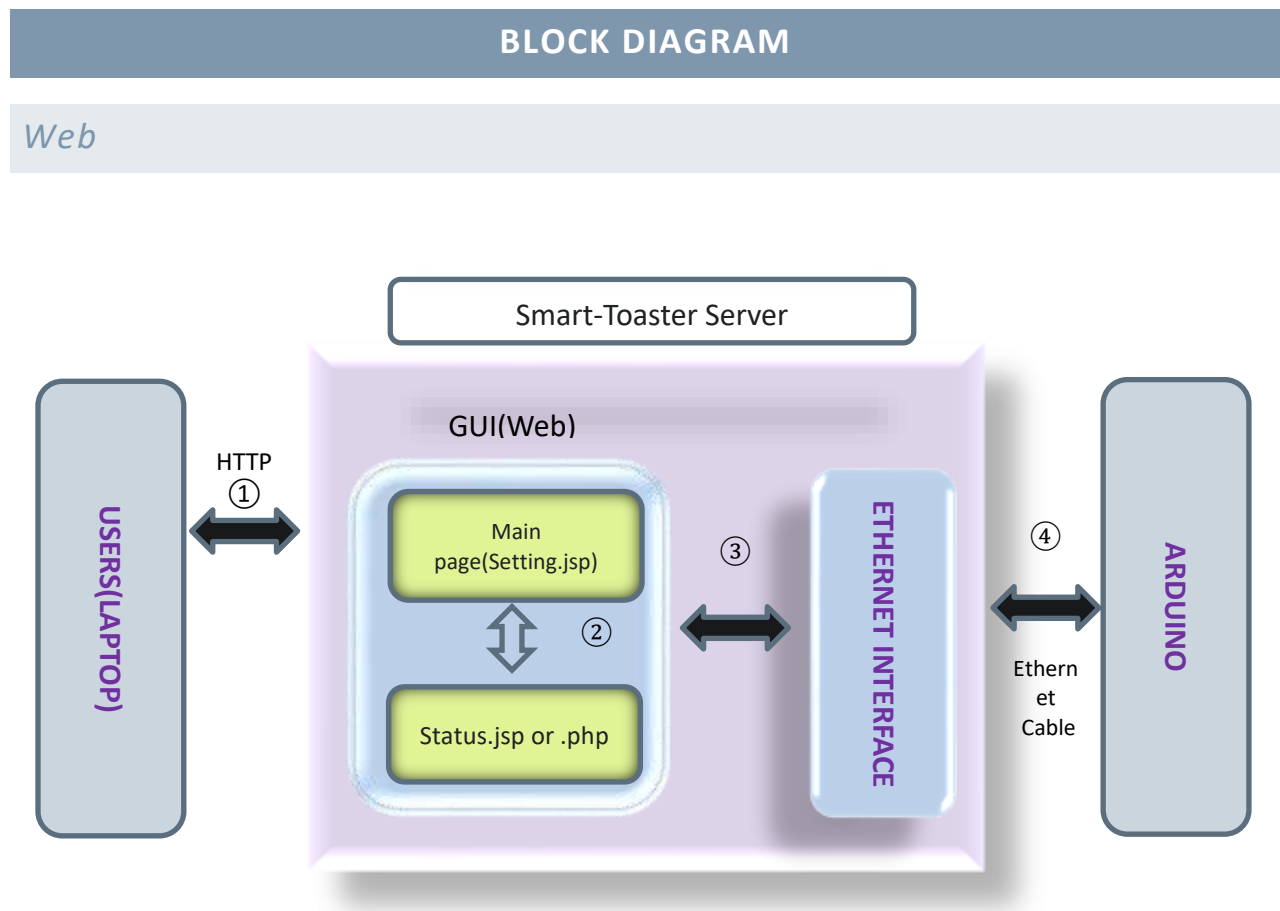 BLOCK DIAGRAM
Web
Smart-Toaster Server
GUI(Web)
HTTP
①
USERS(LAPTOP)
Main
page(Setting.jsp)
②
Status.jsp or .php
③
ETHERNET INTERFACE
④
Ethern
et
Cable
ARDUINO